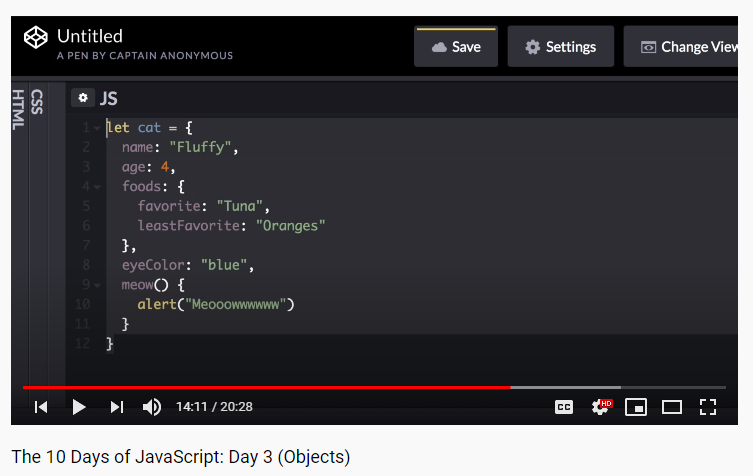 Untitled
A PEN BY CAPTAIN ANONYMOUS
Save
Settings
Change View
HTML
CSS
JS
1 let cat = {
2 name: "Fluffy",
3 age: 4,
4 foods: {
5 favorite: "Tuna",
6 leastFavorite: "Oranges"
7 },
8 eyeColor: "blue",
9 meow() {
10 alert("Meooowwwwww")
11 }
12 }
14:11 / 20:28
CC
HD
The 10 Days of JavaScript: Day 3 (Objects)